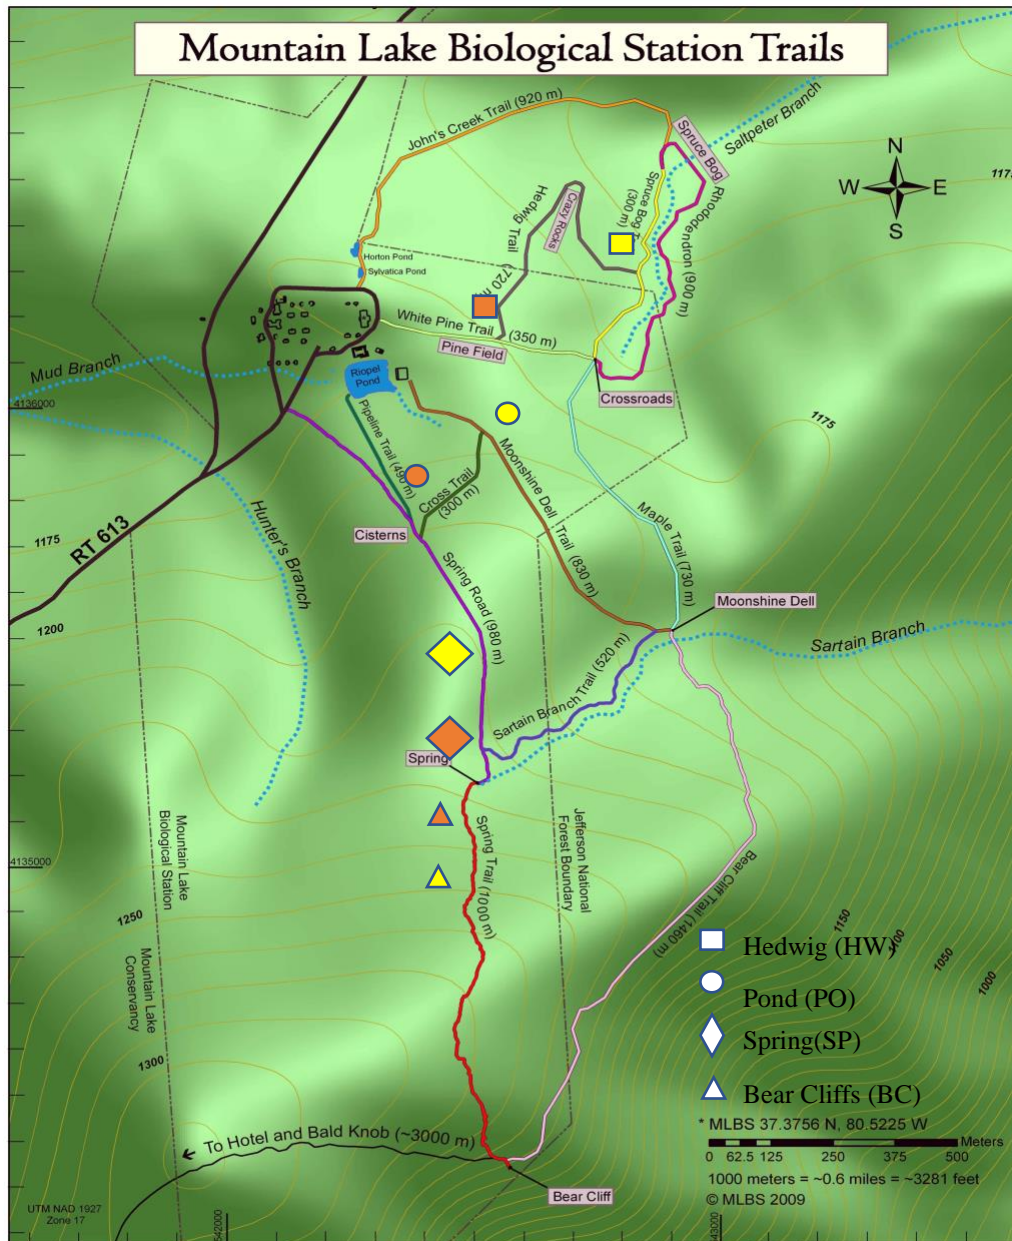 Mountain Lake Biological Station Trails
John's Creek Trail (920 m)
Saltpeter Branch
Spruce Bog
N
W E
S
117
Hedwig Trail
(720 m)
Crazy Rocks
Spruce Bog T
(300 m)
Rhododendron (900 m)
Horton Pond
Sylvatica Pond
White Pine Trail (350 m)
Pine Field
Mud Branch
Riopel
Pond
Crossroads
4136000
1175
Pipeline Trail (490 m)
Cross Trail
(300 m)
Moonshine Dell Trail (830 m)
Maple Trail (730 m)
Cisterns
RT 613
1175
Hunter's Branch
Spring Road (980 m)
Moonshine Dell
1200
Sartain Branch
Sartain Branch Trail (520 m)
Spring
Mountain Lake
Biological Station
Spring Trail (1000 m)
Jefferson National
Forest Boundary
4135000
Bear Cliff Trail (1460 m)
1250
Mountain Lake
Conservancy
1150
1100
1050
1000
Hedwig (HW)
Pond (PO)
Spring(SP)
Bear Cliffs (BC)
1300
* MLBS 37.3756 N, 80.5225 W
Meters
0 62.5 125 250 375 500
1000 meters = ~0.6 miles = ~3281 feet
© MLBS 2009
To Hotel and Bald Knob (~3000 m)
Bear Cliff
UTM NAD 1927
Zone 17
542000
543000